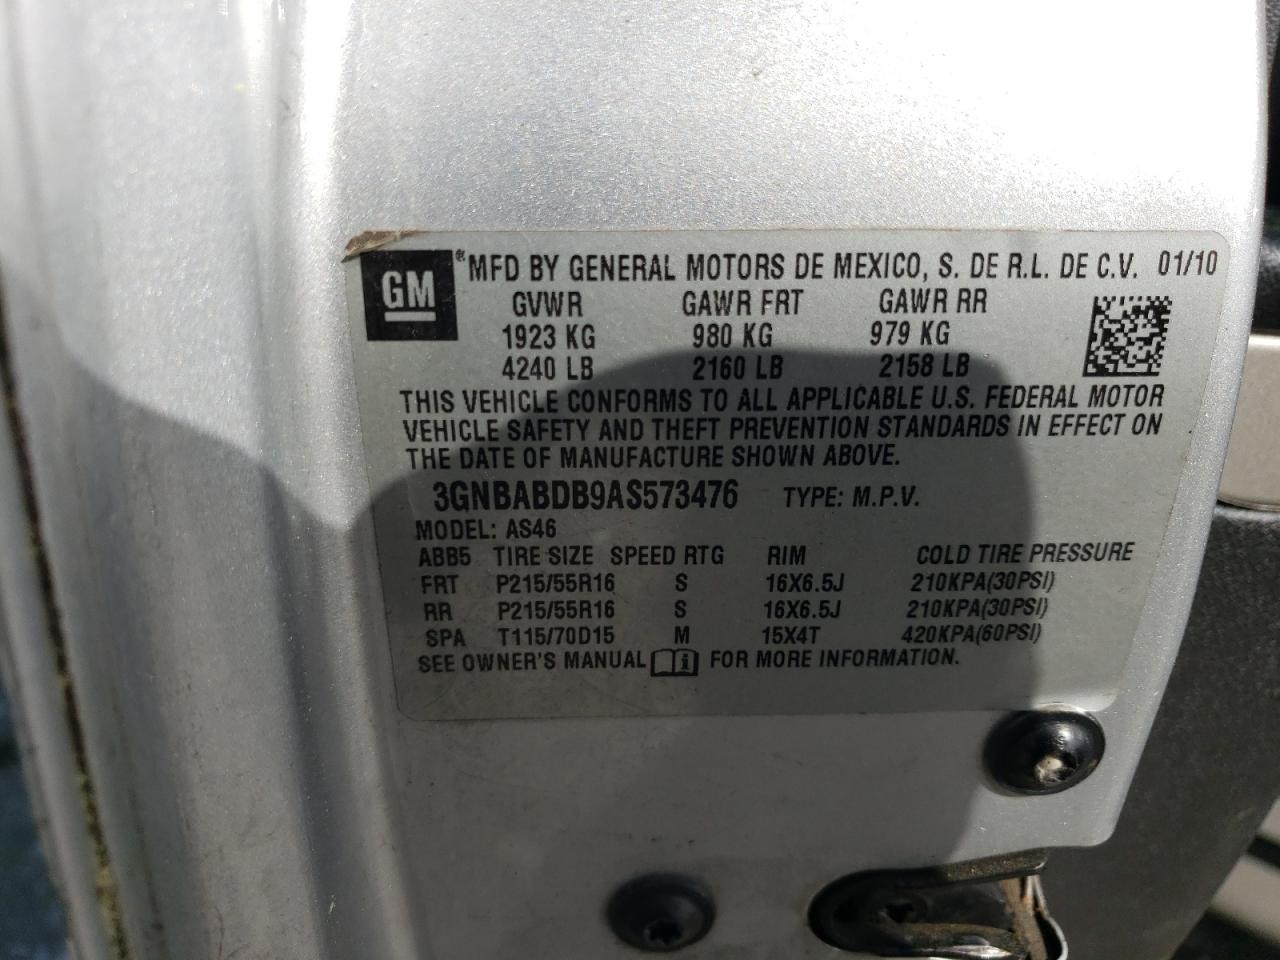 GM ® MFD BY GENERAL MOTORS DE MEXICO, S. DE R.L. DE C.V. 01/10
GVWR GAWR FRT GAWR RR
1923 KG 980 KG 979 KG
4240 LB 2160 LB 2158 LB
THIS VEHICLE CONFORMS TO ALL APPLICABLE U.S. FEDERAL MOTOR
VEHICLE SAFETY AND THEFT PREVENTION STANDARDS IN EFFECT ON
THE DATE OF MANUFACTURE SHOWN ABOVE.
3GNBABDB9AS573476 TYPE: M.P.V.
MODEL: AS46
ABB5 TIRE SIZE SPEED RTG RIM COLD TIRE PRESSURE
FRT P215/55R16 S 16X6.5J 210KPA(30PSI)
RR P215/55R16 S 16X6.5J 210KPA(30PSI)
SPA T115/70D15 M 15X4T 420KPA(60PSI)
SEE OWNER'S MANUAL FOR MORE INFORMATION.